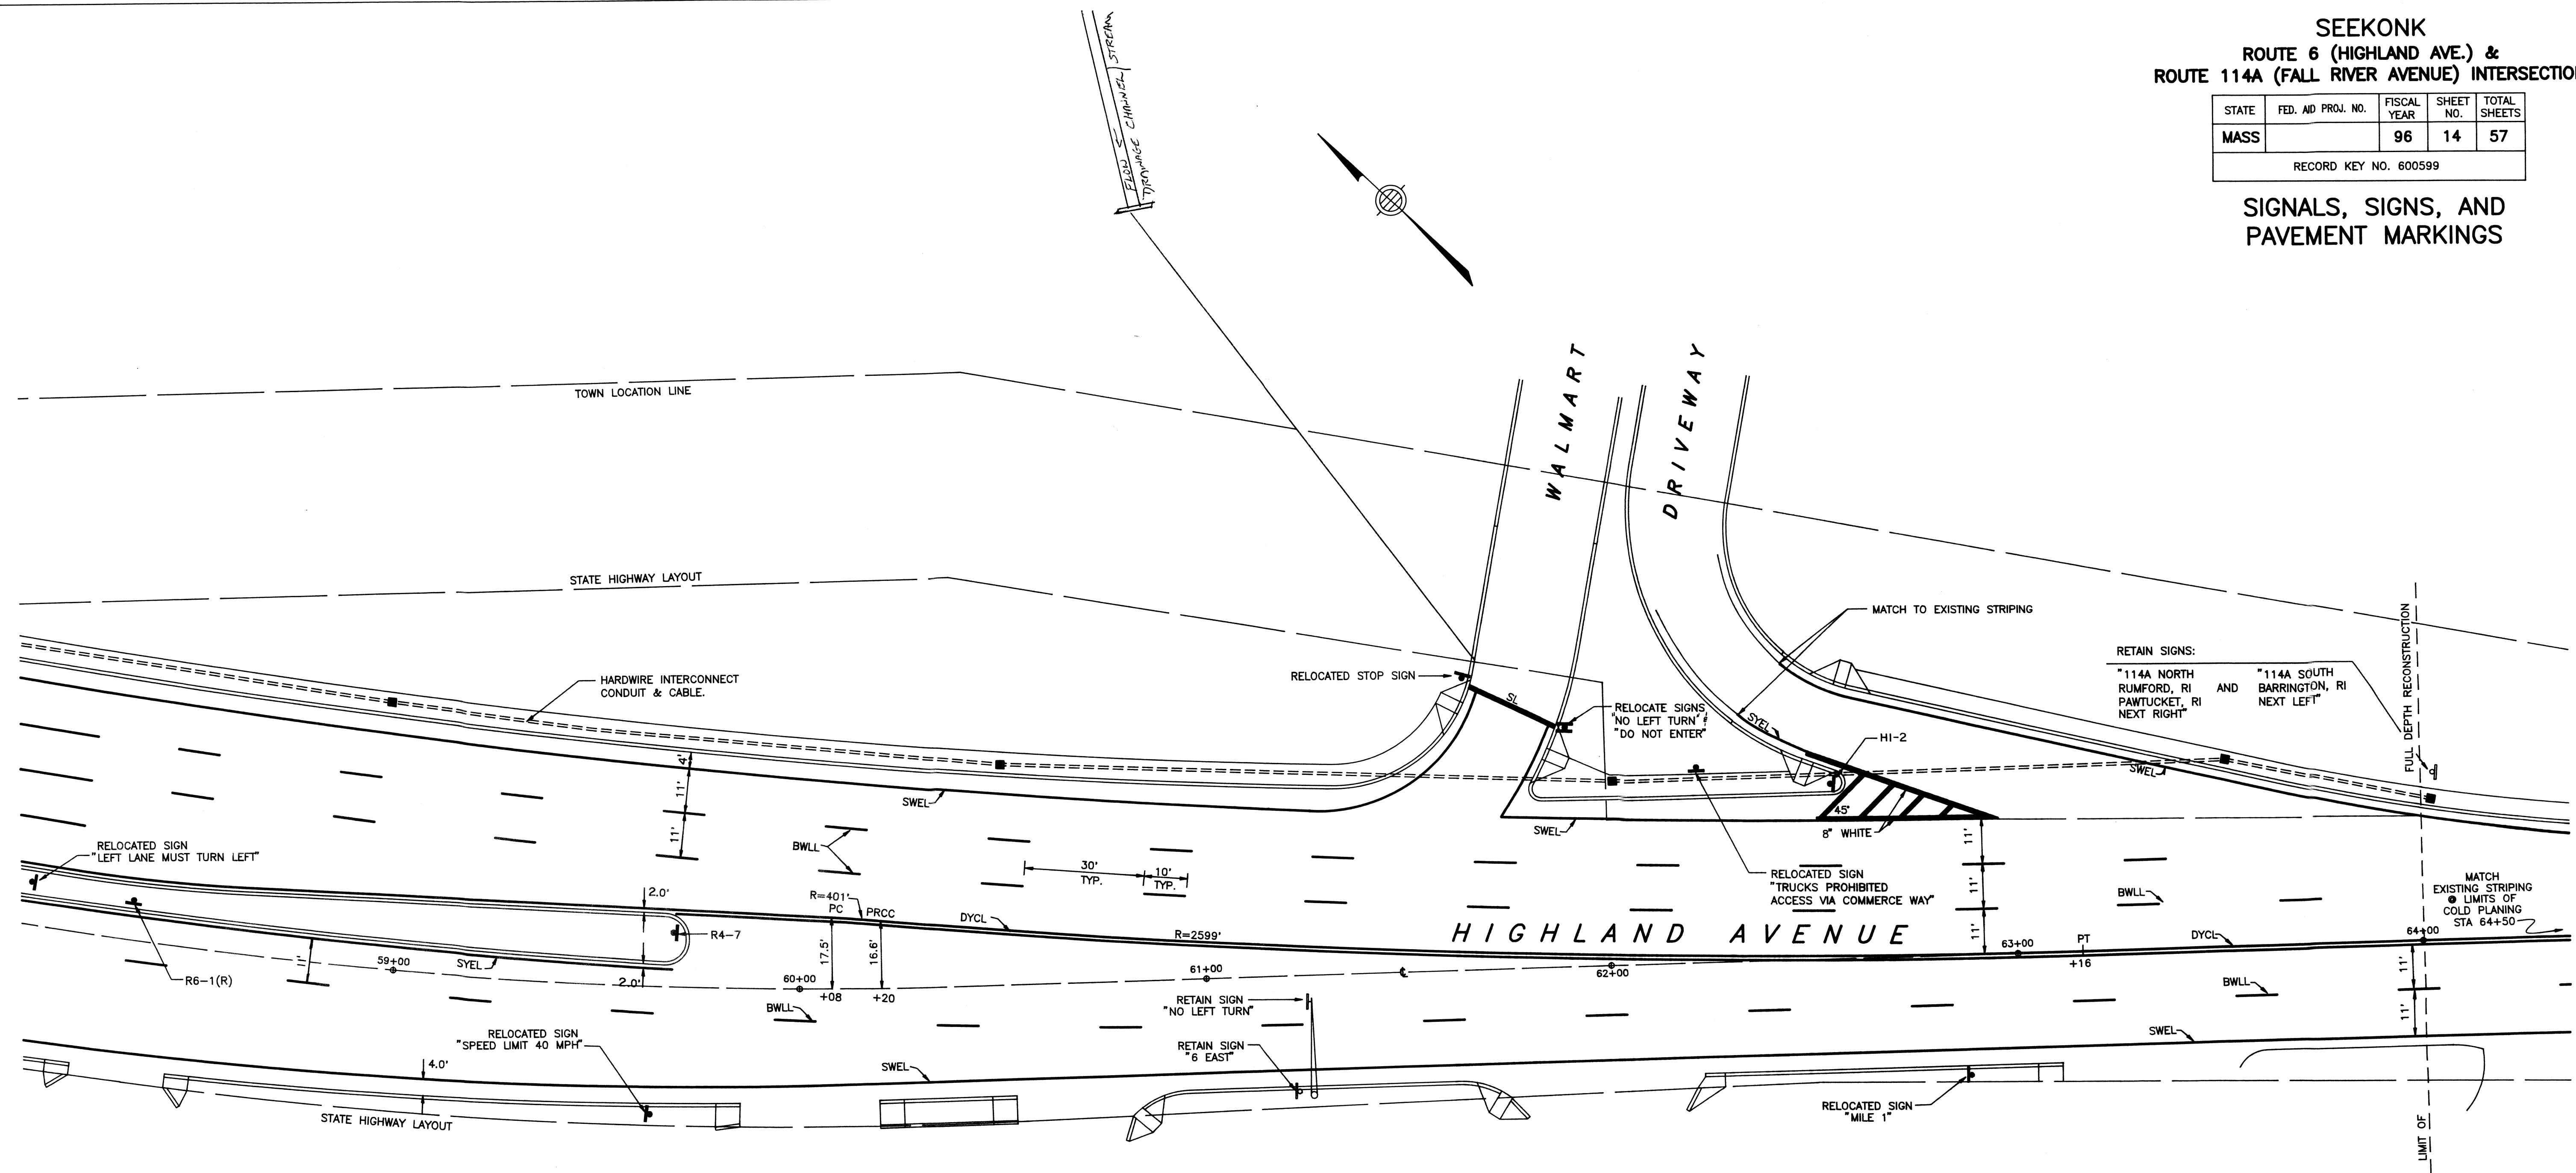 SEEKONK
ROUTE 6 (HIGHLAND AVE.) &
ROUTE 114A (FALL RIVER AVENUE) INTERSECTIO
STATE FED. AID PROJ. NO. FISCAL YEAR SHEET NO. TOTAL SHEETS
MASS 96 14 57
RECORD KEY NO. 600599
SIGNALS, SIGNS, AND
PAVEMENT MARKINGS
FLOW <
DRAINAGE CHANNEL / STREAM
TOWN LOCATION LINE
STATE HIGHWAY LAYOUT
WALMART
DRIVEWAY
MATCH TO EXISTING STRIPING
HARDWIRE INTERCONNECT
CONDUIT & CABLE.
RELOCATED STOP SIGN
SL
RELOCATE SIGNS
"NO LEFT TURN" &
"DO NOT ENTER"
SYEL
HI-2
RETAIN SIGNS:
"114A NORTH
RUMFORD, RI
PAWTUCKET, RI
NEXT RIGHT"
AND
"114A SOUTH
BARRINGTON, RI
NEXT LEFT"
FULL DEPTH RECONSTRUCTION
LIMIT OF
4'
11'
11'
SWEL
SWEL
SWEL
45°
8" WHITE
RELOCATED SIGN
"LEFT LANE MUST TURN LEFT"
BWLL
30'
TYP.
10'
TYP.
RELOCATED SIGN
"TRUCKS PROHIBITED
ACCESS VIA COMMERCE WAY"
11'
11'
11'
BWLL
MATCH
EXISTING STRIPING
@ LIMITS OF
COLD PLANING
STA 64+50
2.0'
R=401'
PC
PRCC
DYCL
R=2599'
HIGHLAND AVENUE
R4-7
17.5'
16.6'
63+00
PT
+16
DYCL
64+00
R6-1(R)
11'
59+00
SYEL
2.0'
60+00
+08
+20
61+00
℄
62+00
BWLL
RETAIN SIGN
"NO LEFT TURN"
BWLL
11'
11'
RELOCATED SIGN
"SPEED LIMIT 40 MPH"
RETAIN SIGN
"6 EAST"
SWEL
SWEL
4.0'
STATE HIGHWAY LAYOUT
RELOCATED SIGN
"MILE 1"